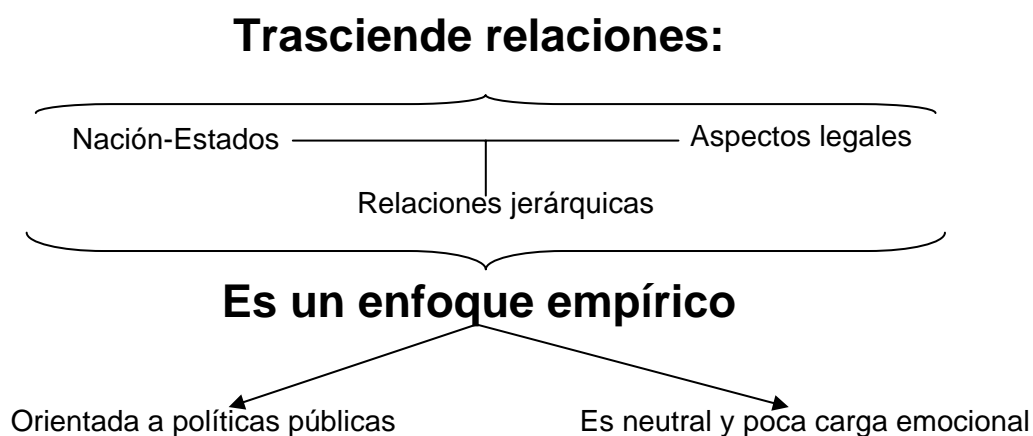 Trasciende relaciones:
Nación-Estados
Aspectos legales
Relaciones jerárquicas
Es un enfoque empírico
Orientada a políticas públicas
Es neutral y poca carga emocional